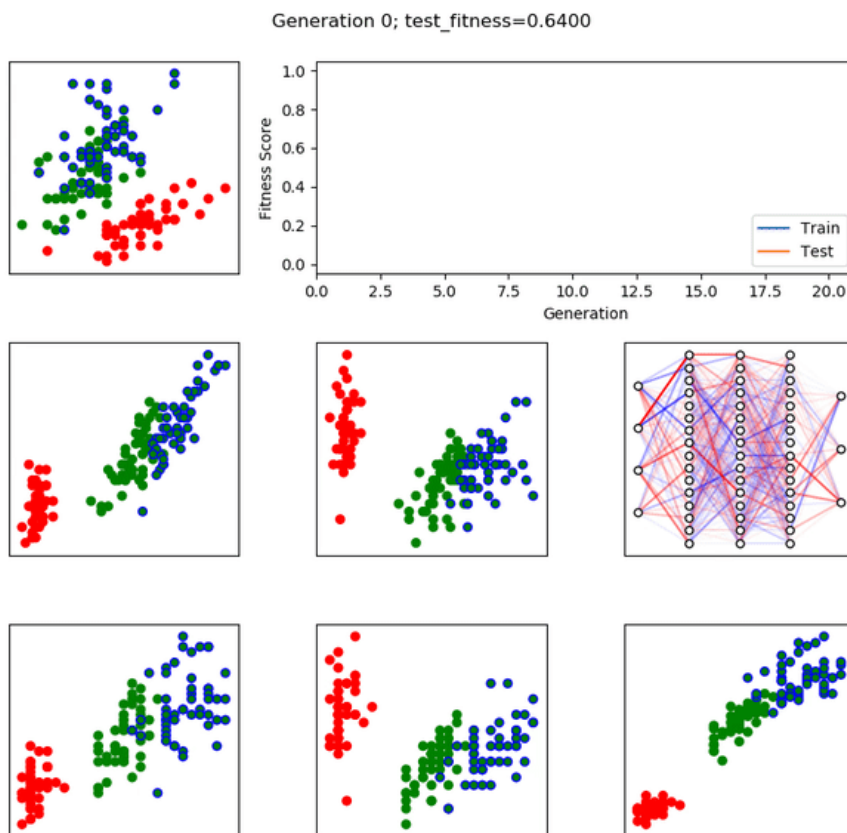 Generation 0; test_fitness=0.6400
1.0
0.8
0.6
0.4
0.2
0.0
Fitness Score
Train
Test
0.0 2.5 5.0 7.5 10.0 12.5 15.0 17.5 20.0
Generation